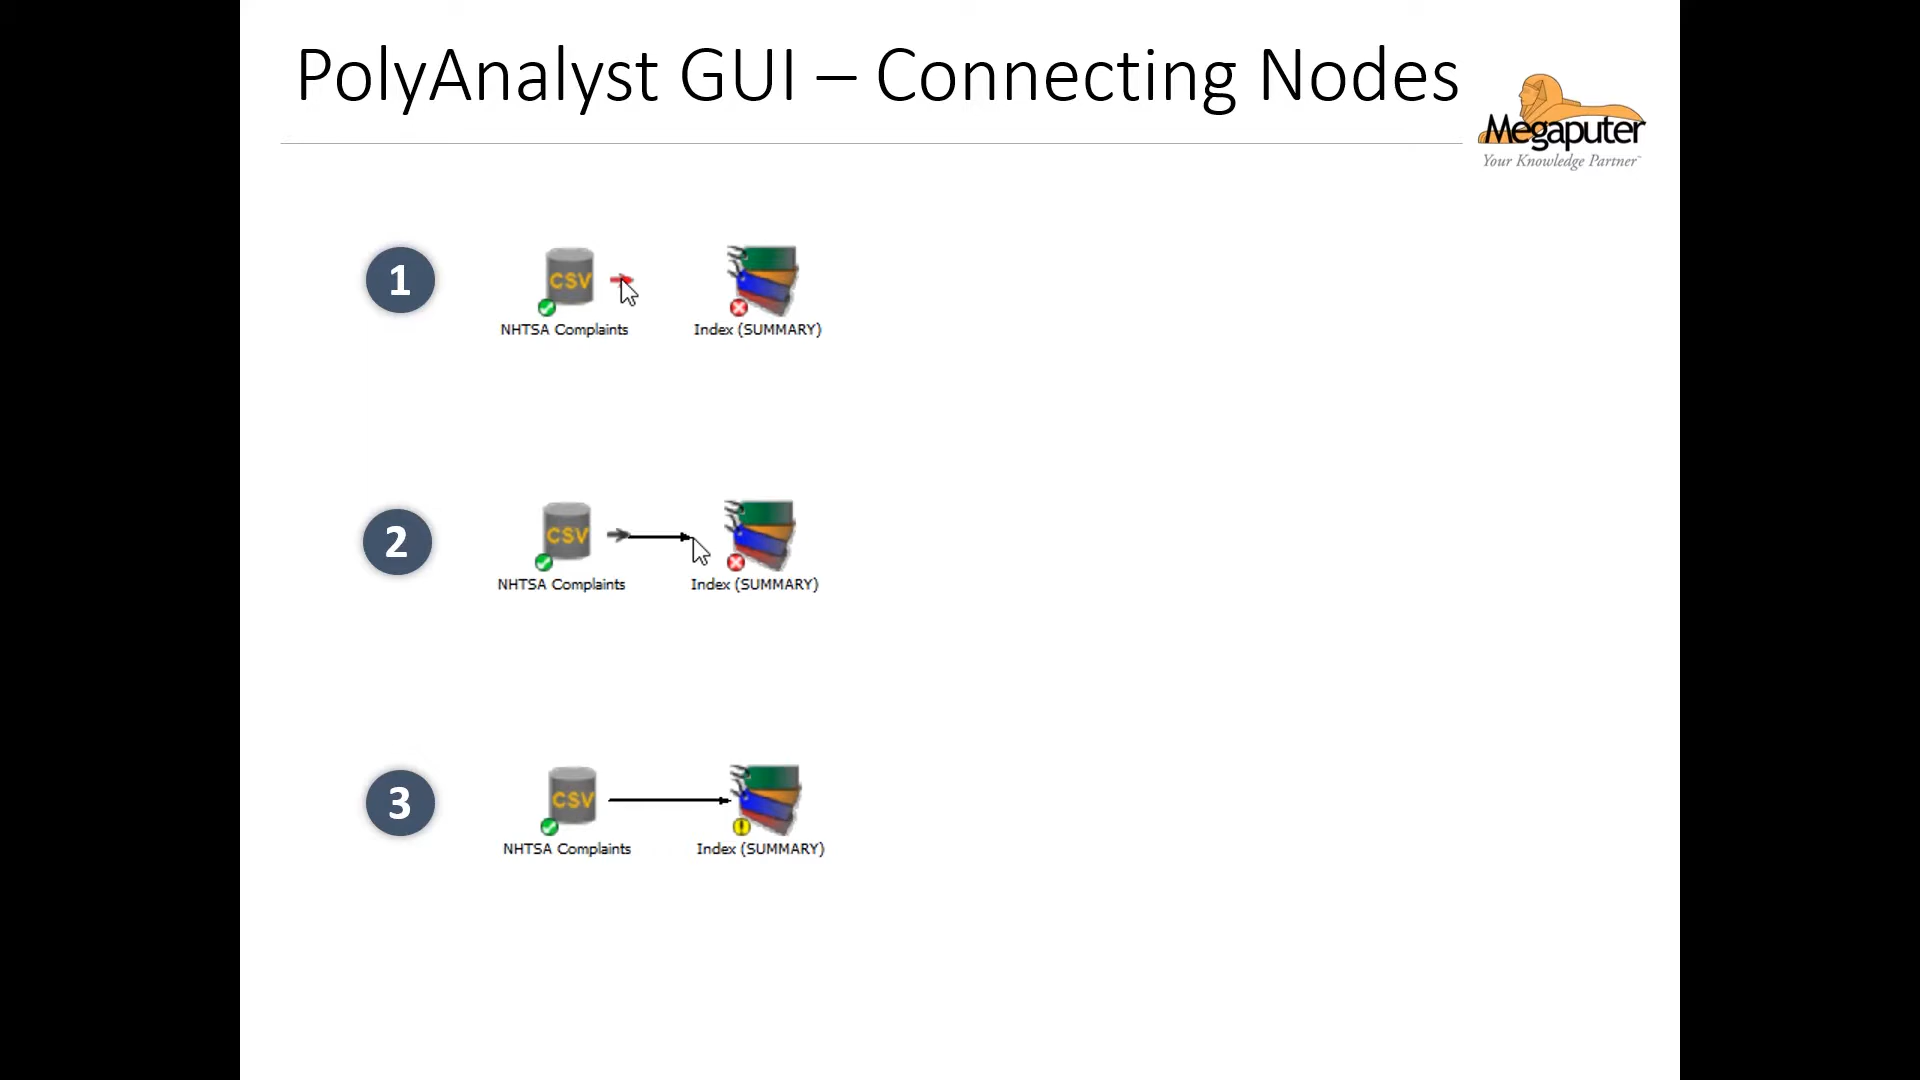 PolyAnalyst GUI – Connecting Nodes
Megaputer
Your Knowledge Partner™
1
CSV
NHTSA Complaints
Index (SUMMARY)
2
CSV
NHTSA Complaints
Index (SUMMARY)
3
CSV
NHTSA Complaints
Index (SUMMARY)